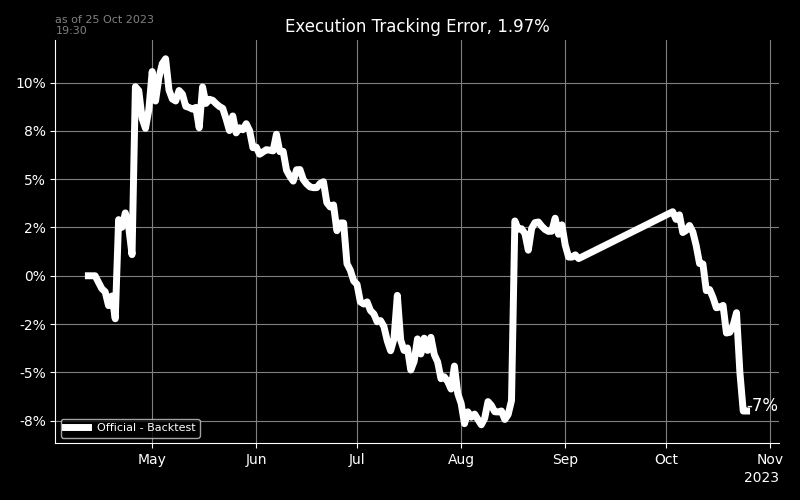 as of 25 Oct 2023
19:30
Execution Tracking Error, 1.97%
10%
8%
5%
2%
0%
-2%
-5%
-8%
-7%
Official - Backtest
May Jun Jul Aug Sep Oct Nov
2023